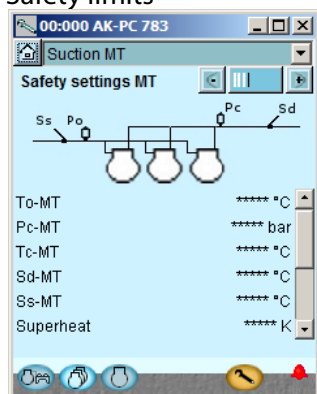 Safety limits
00:000 AK-PC 783
Suction MT
Safety settings MT
Ss Po Pc Sd
To-MT ***** °C
Pc-MT ***** bar
Tc-MT ***** °C
Sd-MT ***** °C
Ss-MT ***** °C
Superheat ***** K